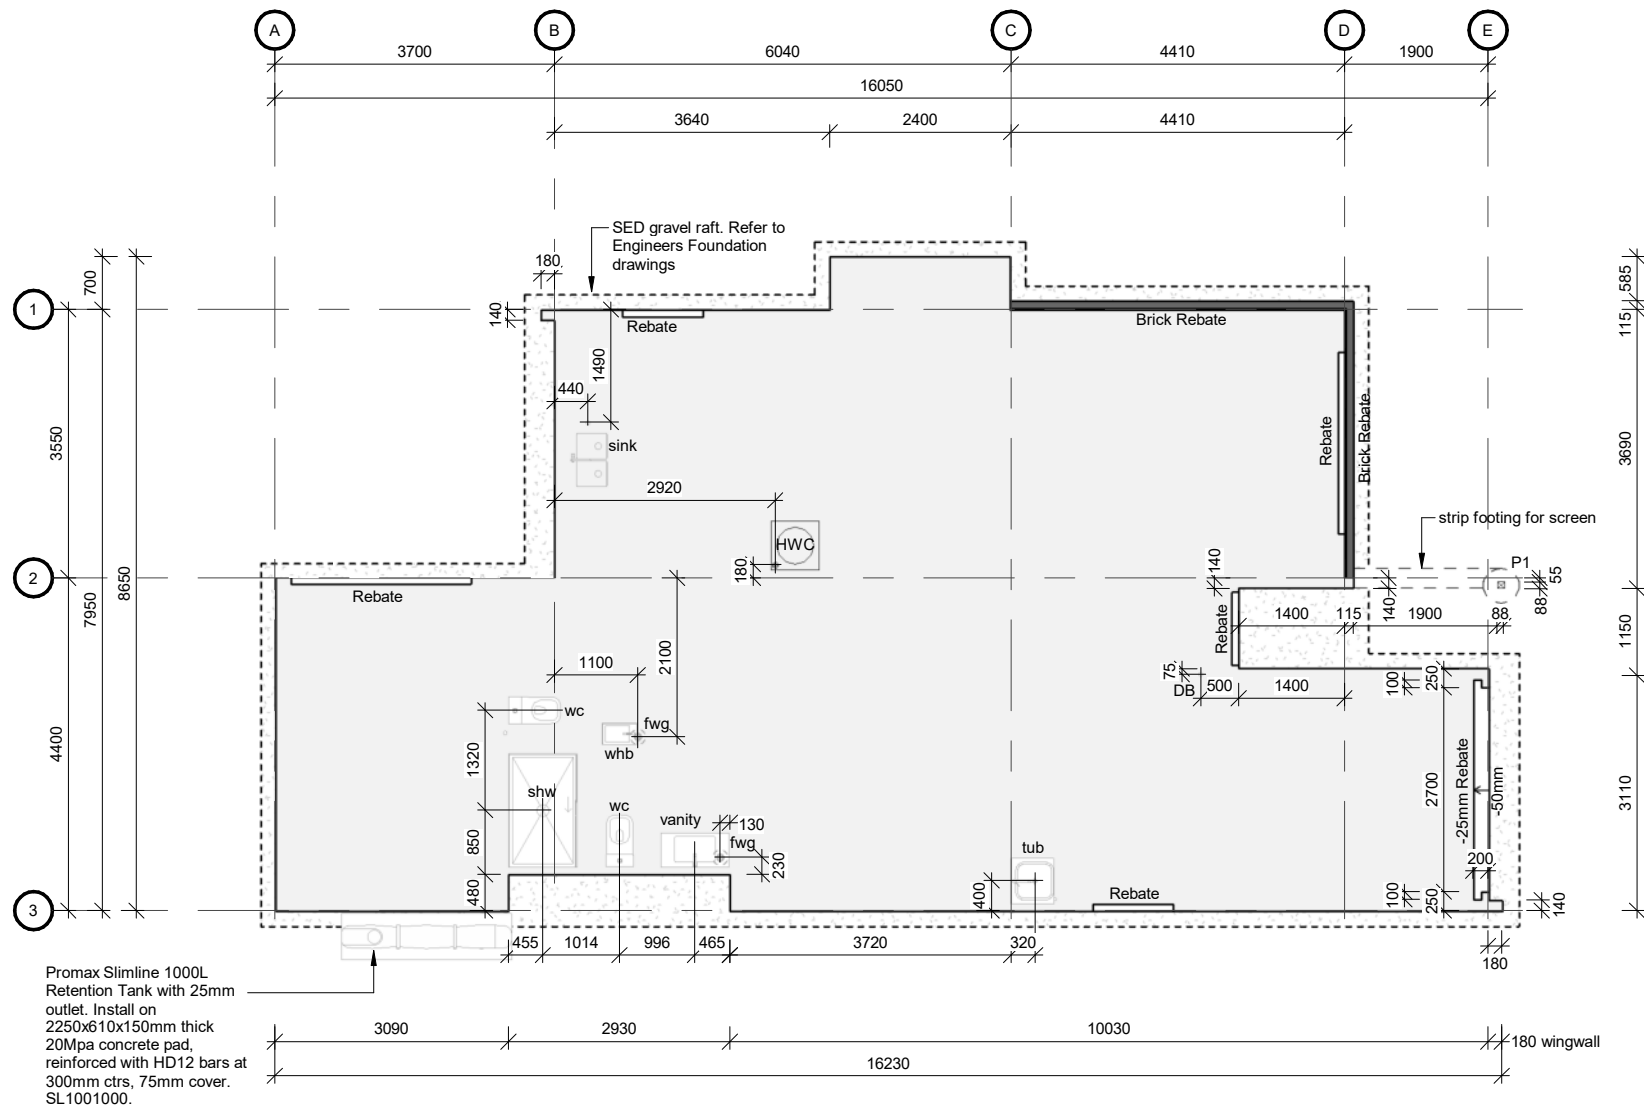 A
B
C
D
E
3700
6040
4410
1900
16050
3640
2400
4410
SED gravel raft. Refer to
Engineers Foundation
drawings
180
700
585
1
140
Rebate
Brick Rebate
115
1490
440
3550
sink
Rebate
Brick Rebate
3690
2920
HWC
strip footing for screen
7950
8650
2
180
140
P1
55
Rebate
140
88
1400
115
1900
88
Rebate
1150
1100
2100
75
DB
500
1400
100
250
wc
fwg
whb
4400
1320
shw
wc
vanity
130
fwg
-25mm Rebate
-50mm
2700
3110
850
230
tub
200
480
400
Rebate
100
250
140
3
455
1014
996
465
3720
320
180
Promax Slimline 1000L
Retention Tank with 25mm
outlet. Install on
2250x610x150mm thick
20Mpa concrete pad,
reinforced with HD12 bars at
300mm ctrs, 75mm cover.
SL1001000.
3090
2930
10030
180 wingwall
16230